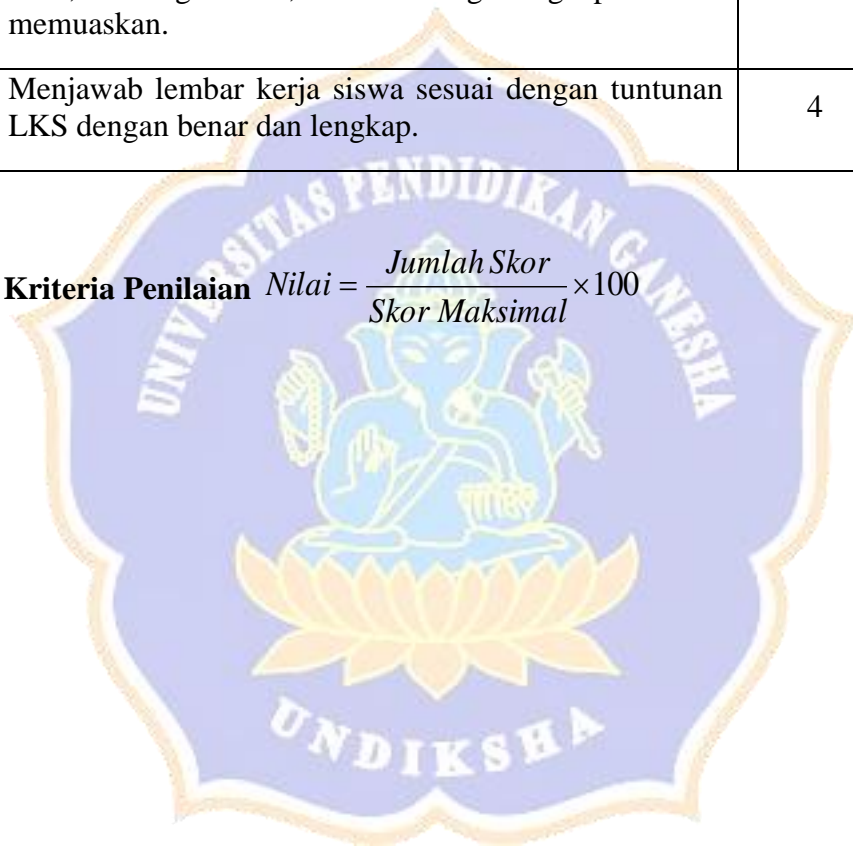 memuaskan.
Menjawab lembar kerja siswa sesuai dengan tuntunan
LKS dengan benar dan lengkap.
4
Kriteria Penilaian Nilai = Jumlah Skor / Skor Maksimal × 100
UNIVERSITAS PENDIDIKAN GANESHA
UNDIKSHA